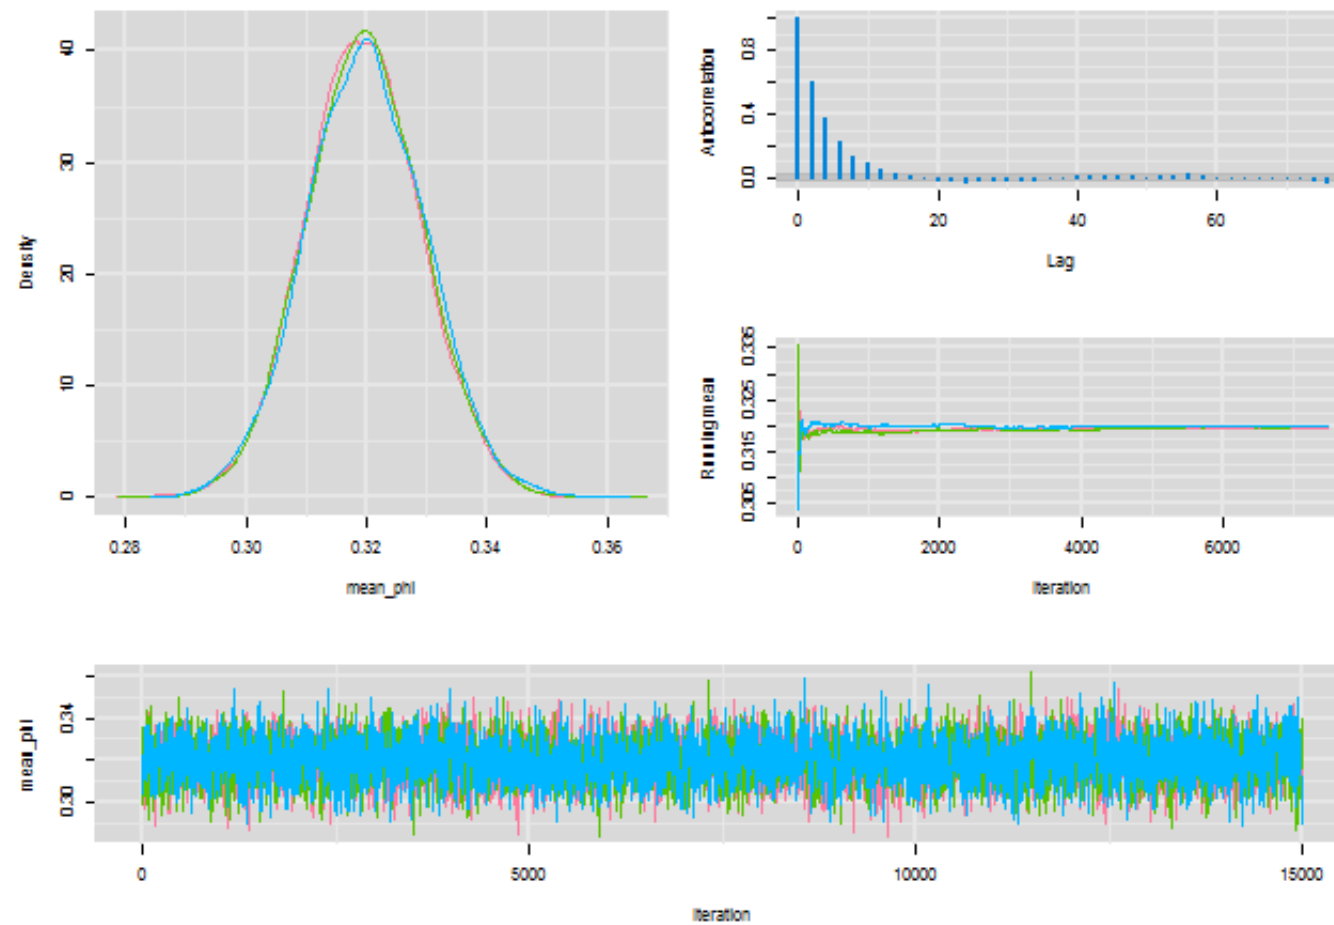 Density
0
10
20
30
40
0.28 0.30 0.32 0.34 0.36
mean_phi
Autocorrelation
0.0 0.4 0.8
0 20 40 60
Lag
Running mean
0.305 0.315 0.325 0.335
0 2000 4000 6000
Iteration
mean_phi
0.30 0.34
0 5000 10000 15000
Iteration